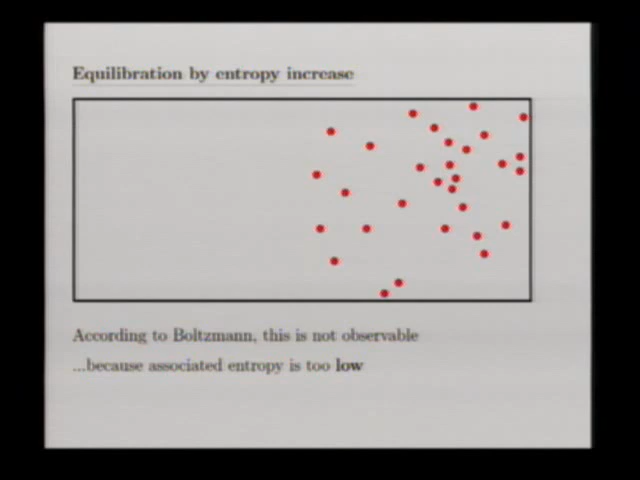 Equilibration by entropy increase
According to Boltzmann, this is not observable
...because associated entropy is too low